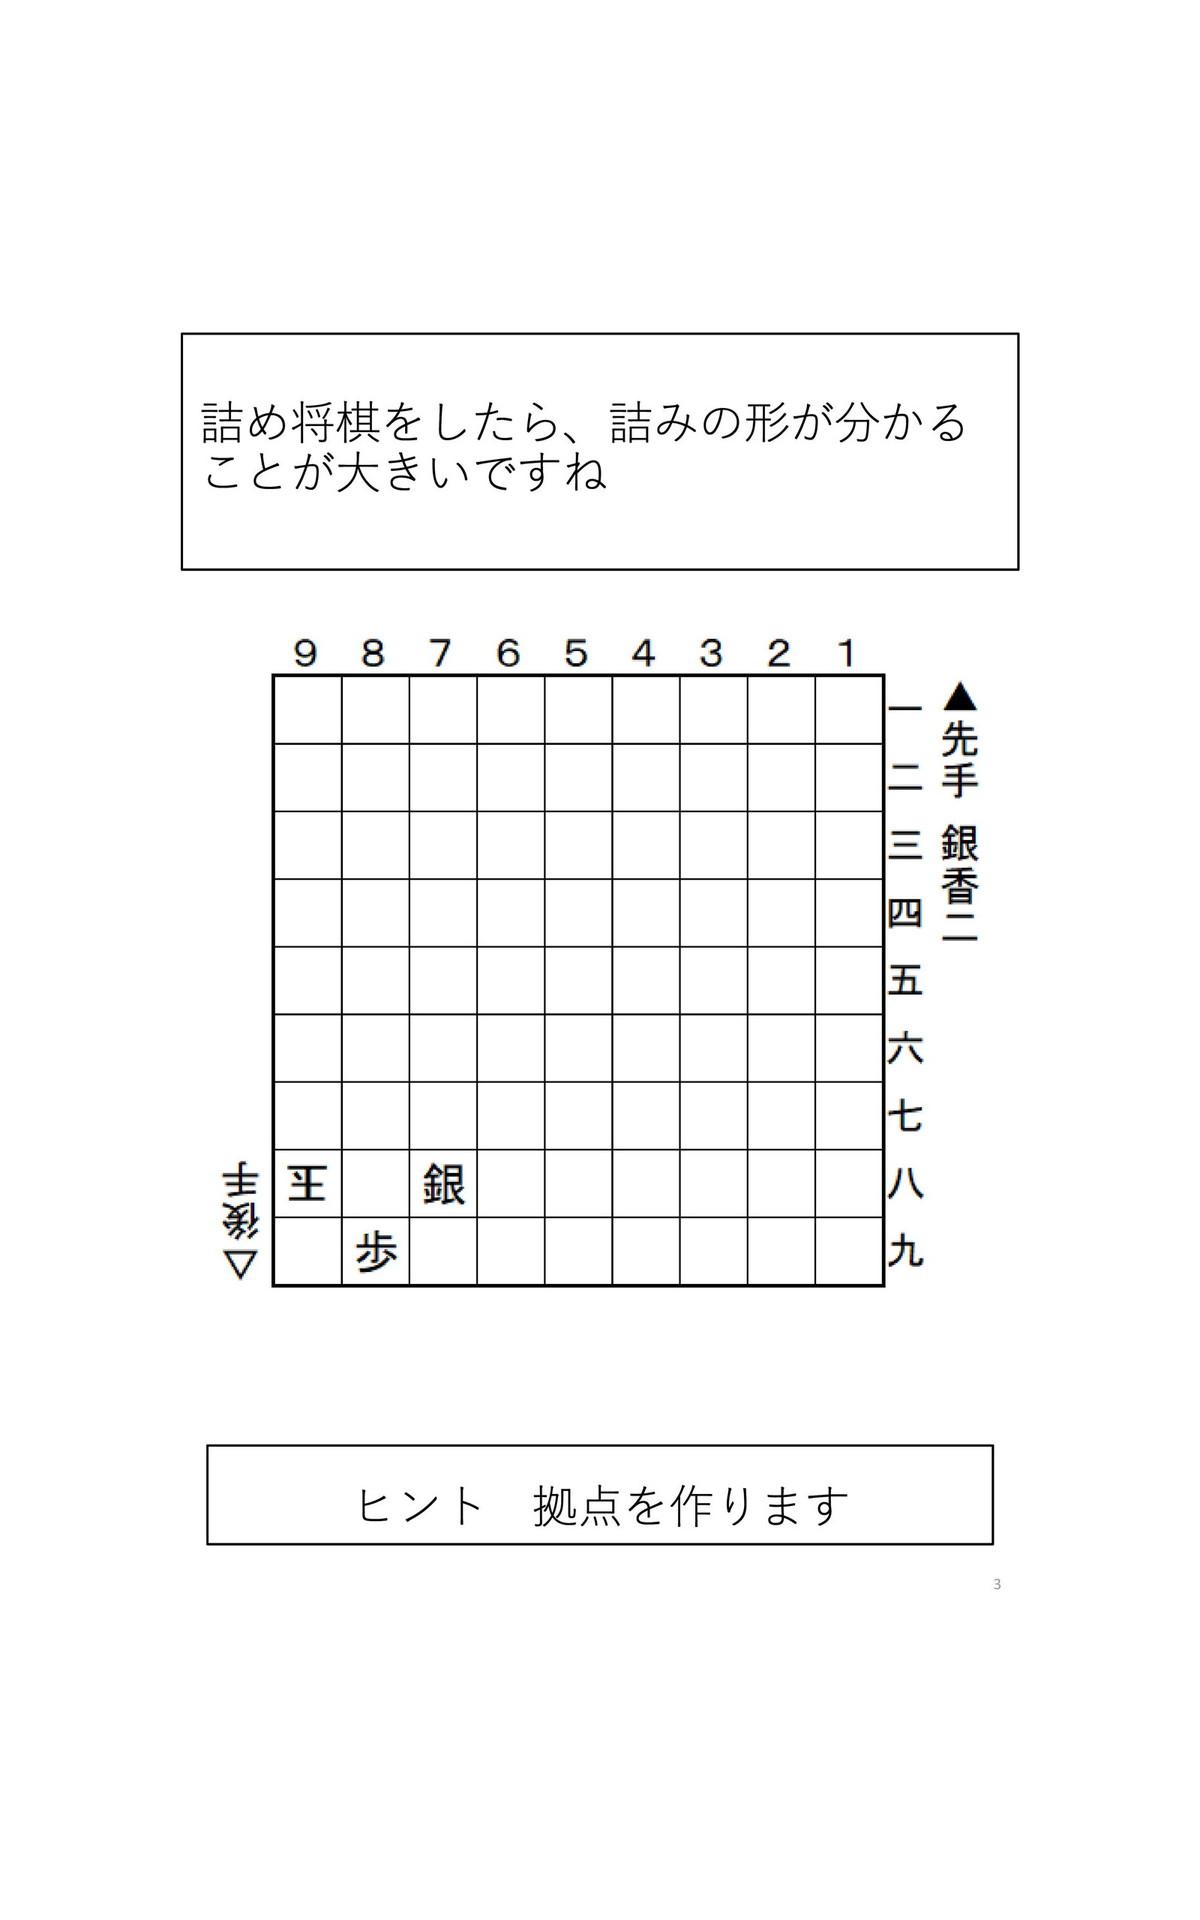 詰め将棋をしたら、詰みの形が分かる
ことが大きいですね
9 8 7 6 5 4 3 2 1
一
二
三
四
五
六
七
八
九
▲先手 銀香二
△後手
王 銀
歩
ヒント　拠点を作ります
3